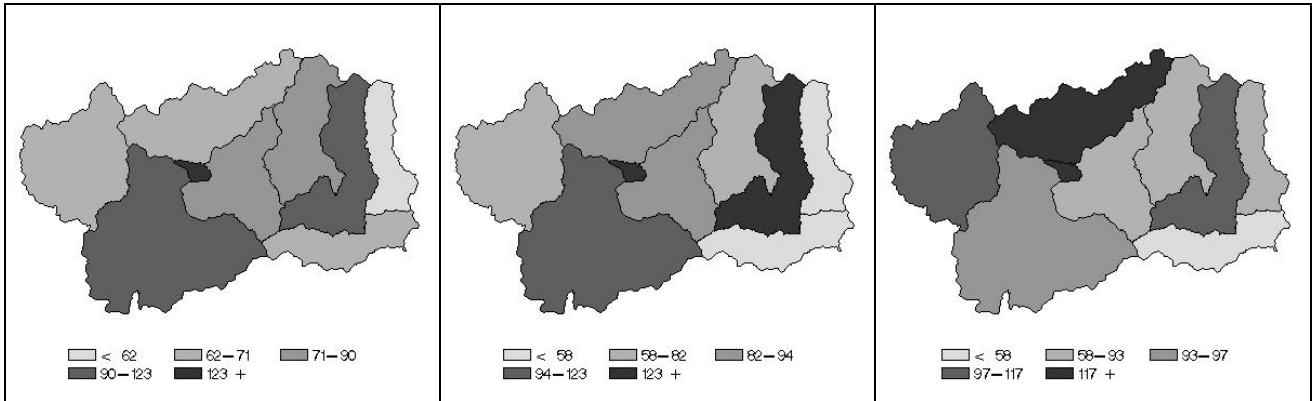 < 62 62–71 71–90
90–123 123 +
< 58 58–82 82–94
94–123 123 +
< 58 58–93 93–97
97–117 117 +